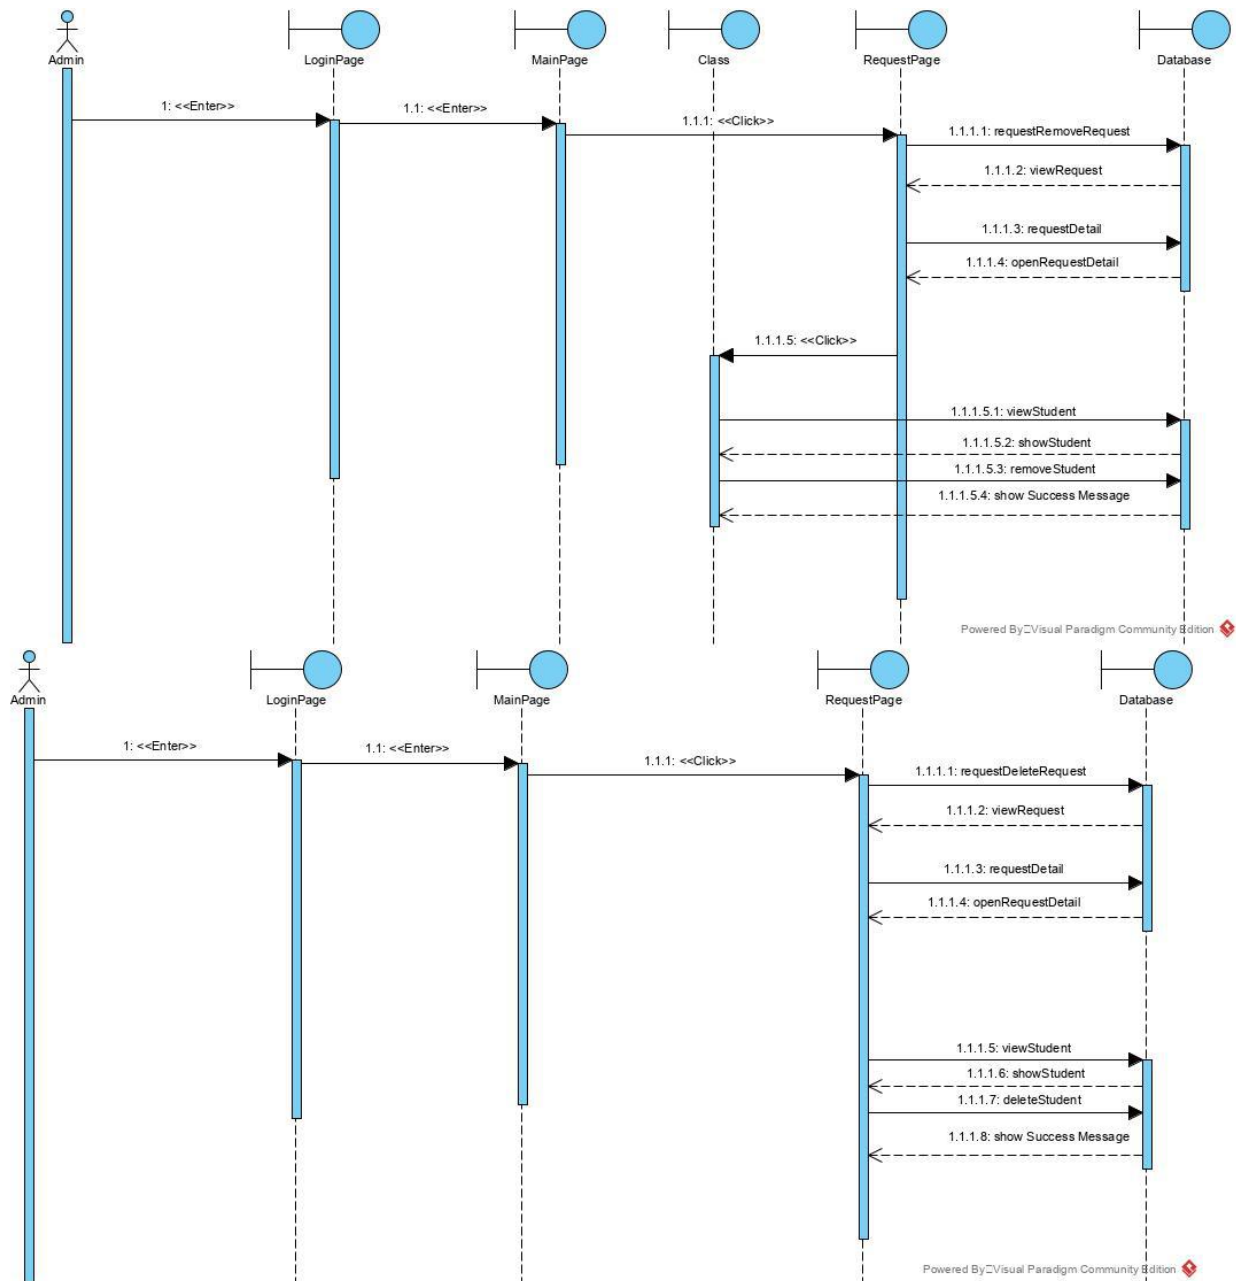 Admin
LoginPage
MainPage
Class
RequestPage
Database
1: <<Enter>>
1.1: <<Enter>>
1.1.1: <<Click>>
1.1.1.1: requestRemoveRequest
1.1.1.2: viewRequest
1.1.1.3: requestDetail
1.1.1.4: openRequestDetail
1.1.1.5: <<Click>>
1.1.1.5.1: viewStudent
1.1.1.5.2: showStudent
1.1.1.5.3: removeStudent
1.1.1.5.4: show Success Message
Powered By□Visual Paradigm Community Edition
Admin
LoginPage
MainPage
RequestPage
Database
1: <<Enter>>
1.1: <<Enter>>
1.1.1: <<Click>>
1.1.1.1: requestDeleteRequest
1.1.1.2: viewRequest
1.1.1.3: requestDetail
1.1.1.4: openRequestDetail
1.1.1.5: viewStudent
1.1.1.6: showStudent
1.1.1.7: deleteStudent
1.1.1.8: show Success Message
Powered By□Visual Paradigm Community Edition